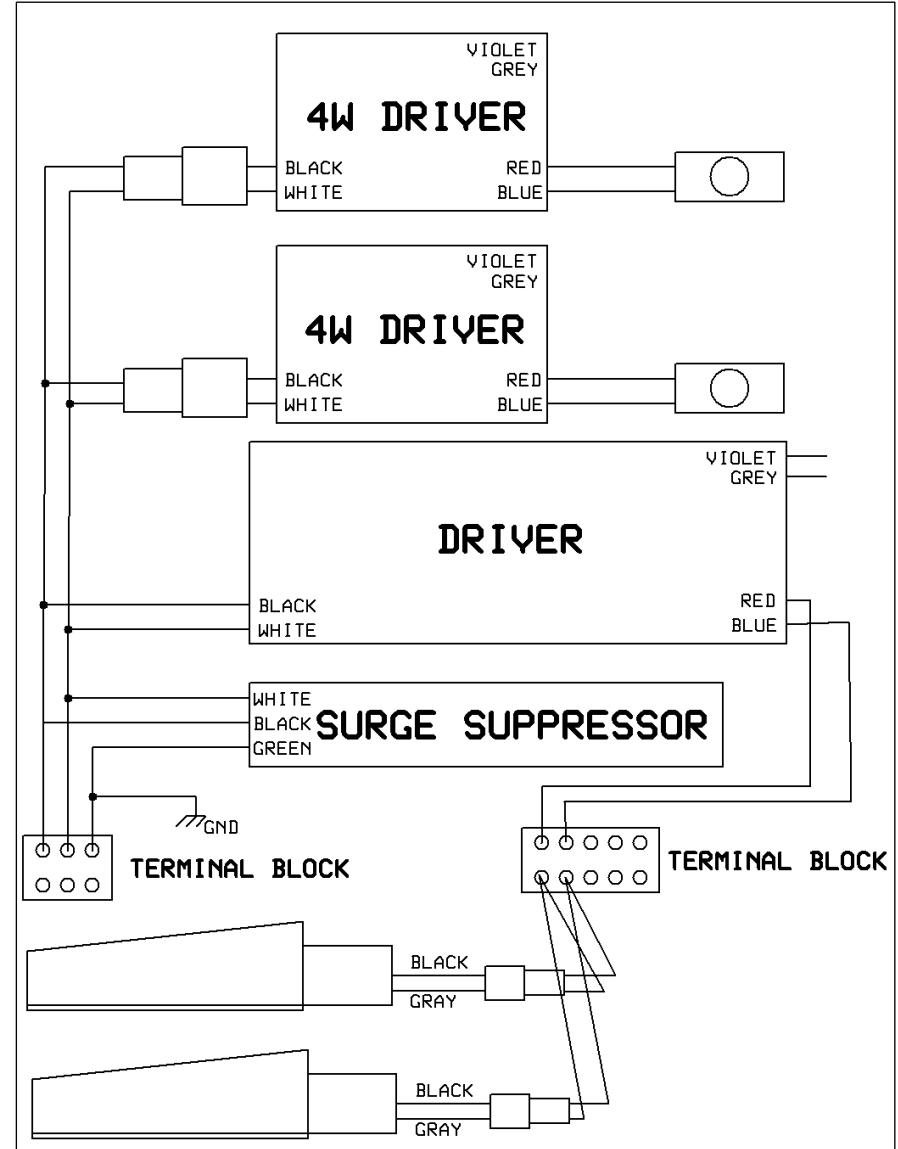 VIOLET
GREY
4W DRIVER
BLACK
RED
WHITE
BLUE
VIOLET
GREY
4W DRIVER
BLACK
RED
WHITE
BLUE
VIOLET
GREY
DRIVER
BLACK
RED
WHITE
BLUE
WHITE
BLACK
GREEN
SURGE SUPPRESSOR
GND
TERMINAL BLOCK
TERMINAL BLOCK
BLACK
GRAY
BLACK
GRAY